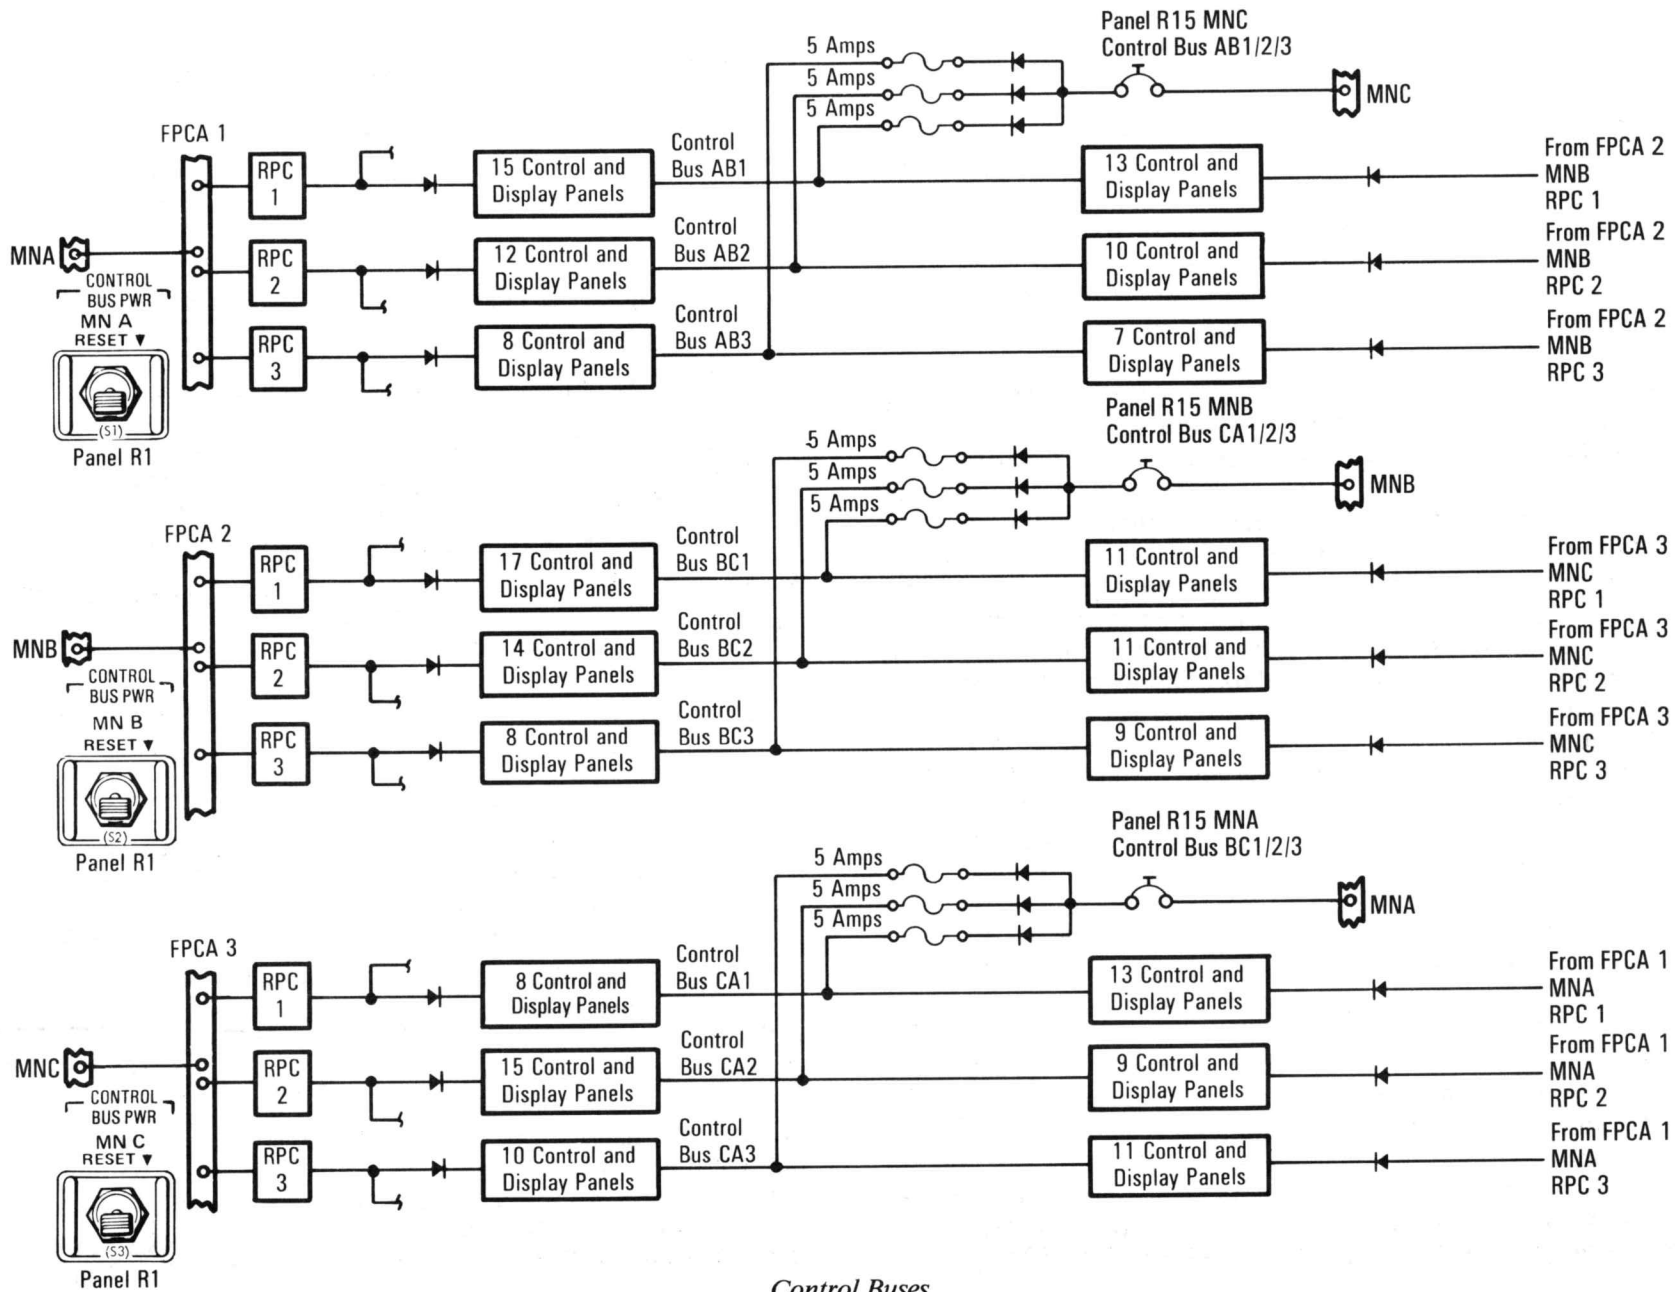 Panel R15 MNC
Control Bus AB1/2/3
5 Amps
5 Amps
5 Amps
MNC
FPCA 1
RPC
1
15 Control and
Display Panels
Control
Bus AB1
13 Control and
Display Panels
From FPCA 2
MNB
RPC 1
MNA
RPC
2
12 Control and
Display Panels
Control
Bus AB2
10 Control and
Display Panels
From FPCA 2
MNB
RPC 2
CONTROL
BUS PWR
MN A
RESET ▼
(S1)
Panel R1
RPC
3
8 Control and
Display Panels
Control
Bus AB3
7 Control and
Display Panels
From FPCA 2
MNB
RPC 3
Panel R15 MNB
Control Bus CA1/2/3
5 Amps
5 Amps
5 Amps
MNB
FPCA 2
RPC
1
17 Control and
Display Panels
Control
Bus BC1
11 Control and
Display Panels
From FPCA 3
MNC
RPC 1
MNB
RPC
2
14 Control and
Display Panels
Control
Bus BC2
11 Control and
Display Panels
From FPCA 3
MNC
RPC 2
CONTROL
BUS PWR
MN B
RESET ▼
(S2)
Panel R1
RPC
3
8 Control and
Display Panels
Control
Bus BC3
9 Control and
Display Panels
From FPCA 3
MNC
RPC 3
Panel R15 MNA
Control Bus BC1/2/3
5 Amps
5 Amps
5 Amps
MNA
FPCA 3
RPC
1
8 Control and
Display Panels
Control
Bus CA1
13 Control and
Display Panels
From FPCA 1
MNA
RPC 1
MNC
RPC
2
15 Control and
Display Panels
Control
Bus CA2
9 Control and
Display Panels
From FPCA 1
MNA
RPC 2
CONTROL
BUS PWR
MN C
RESET ▼
(S3)
Panel R1
RPC
3
10 Control and
Display Panels
Control
Bus CA3
11 Control and
Display Panels
From FPCA 1
MNA
RPC 3
Control Buses